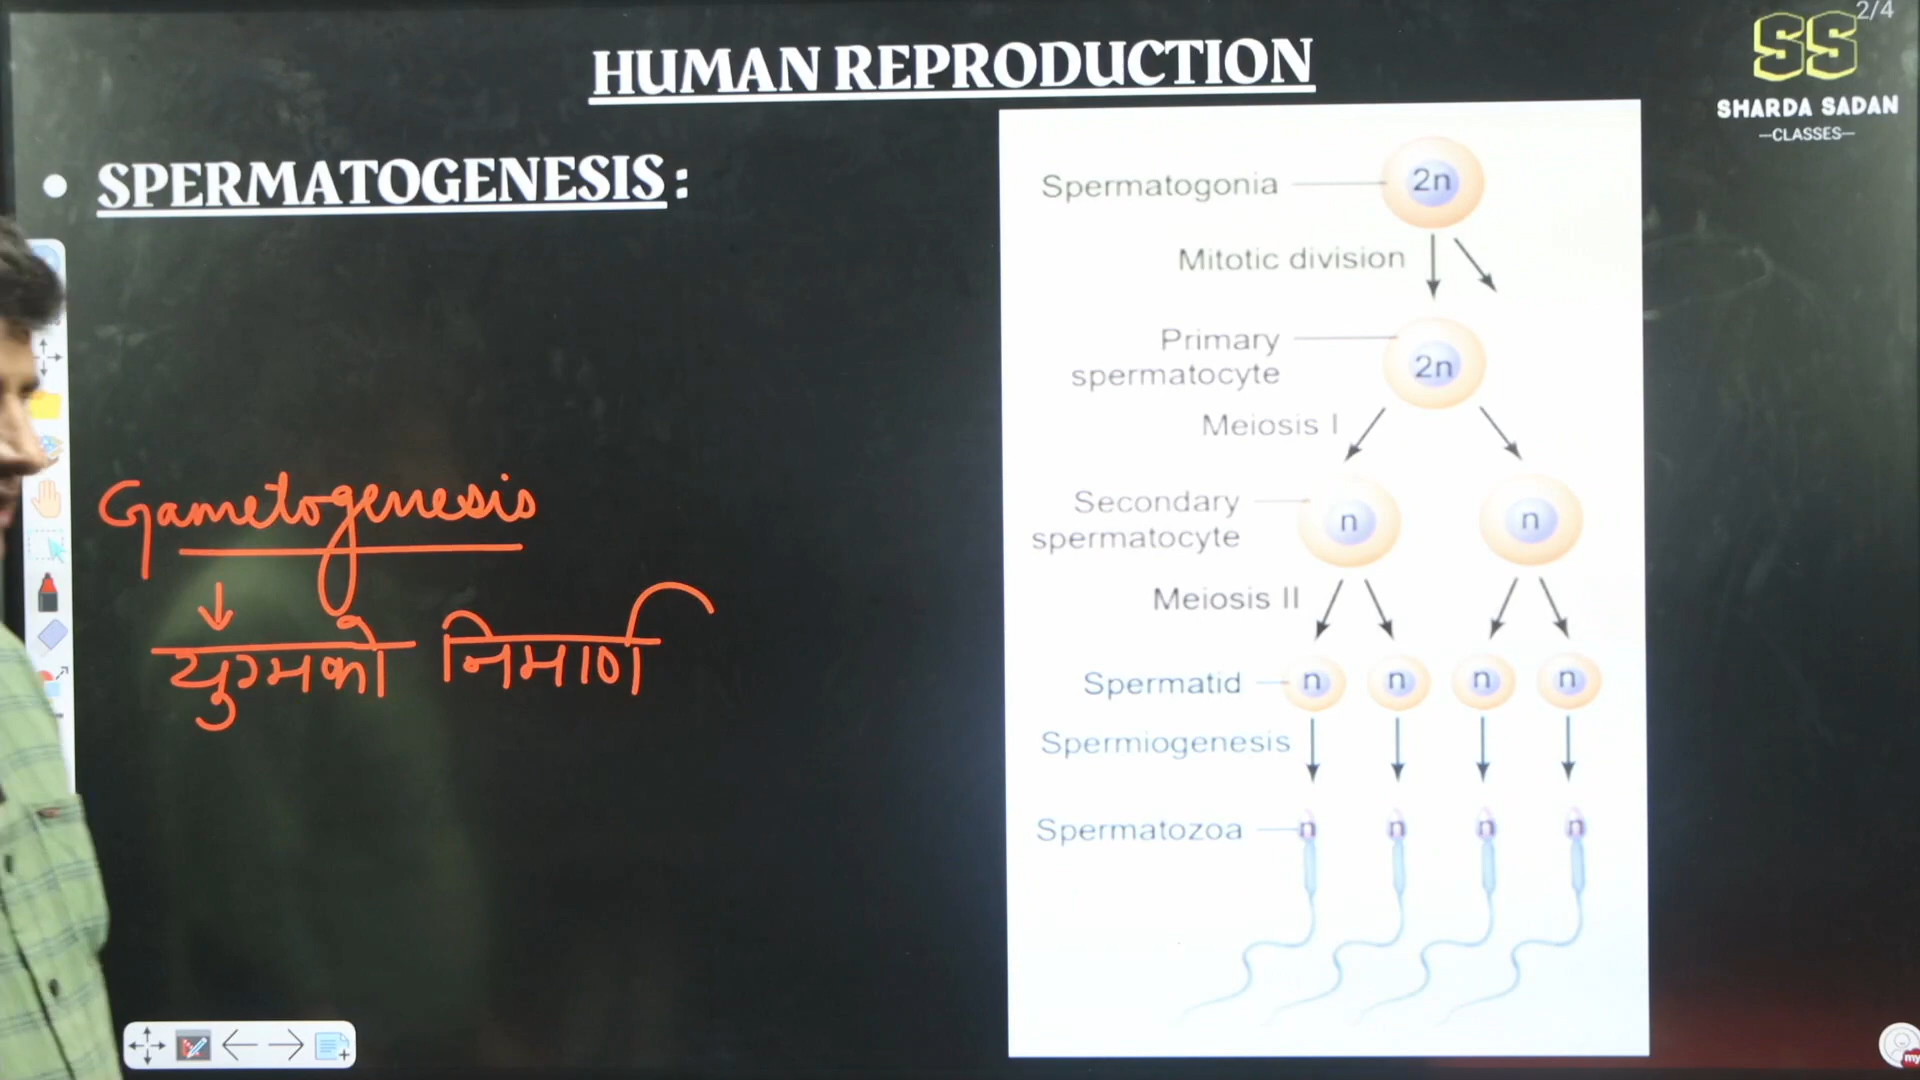 2/4
SS
SHARDA SADAN
—CLASSES—
HUMAN REPRODUCTION
• SPERMATOGENESIS :
Gametogenesis
↓
युग्मको निर्माण
Spermatogonia
2n
Mitotic division
Primary
spermatocyte
2n
Meiosis I
Secondary
spermatocyte
n n
Meiosis II
Spermatid
n n n n
Spermiogenesis
Spermatozoa
n n n n
my